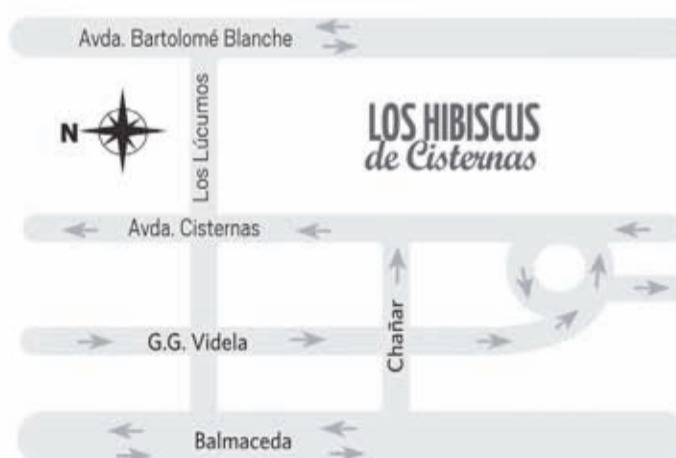 Avda. Bartolomé Blanche
Los Lúcumos
N
LOS HIBISCUS
de Cisternas
Avda. Cisternas
Chañar
G.G. Videla
Balmaceda